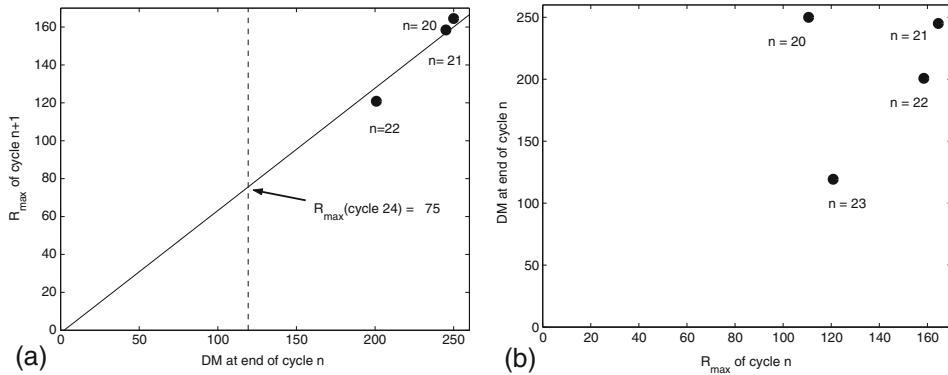 160
140
120
100
80
60
40
20
0
R_max of cycle n+1
n= 20
n= 21
n=22
R_max(cycle 24) = 75
0 50 100 150 200 250
DM at end of cycle n
(a)
250
200
150
100
50
0
DM at end of cycle n
n = 20
n = 21
n = 22
n = 23
0 20 40 60 80 100 120 140 160
R_max of cycle n
(b)